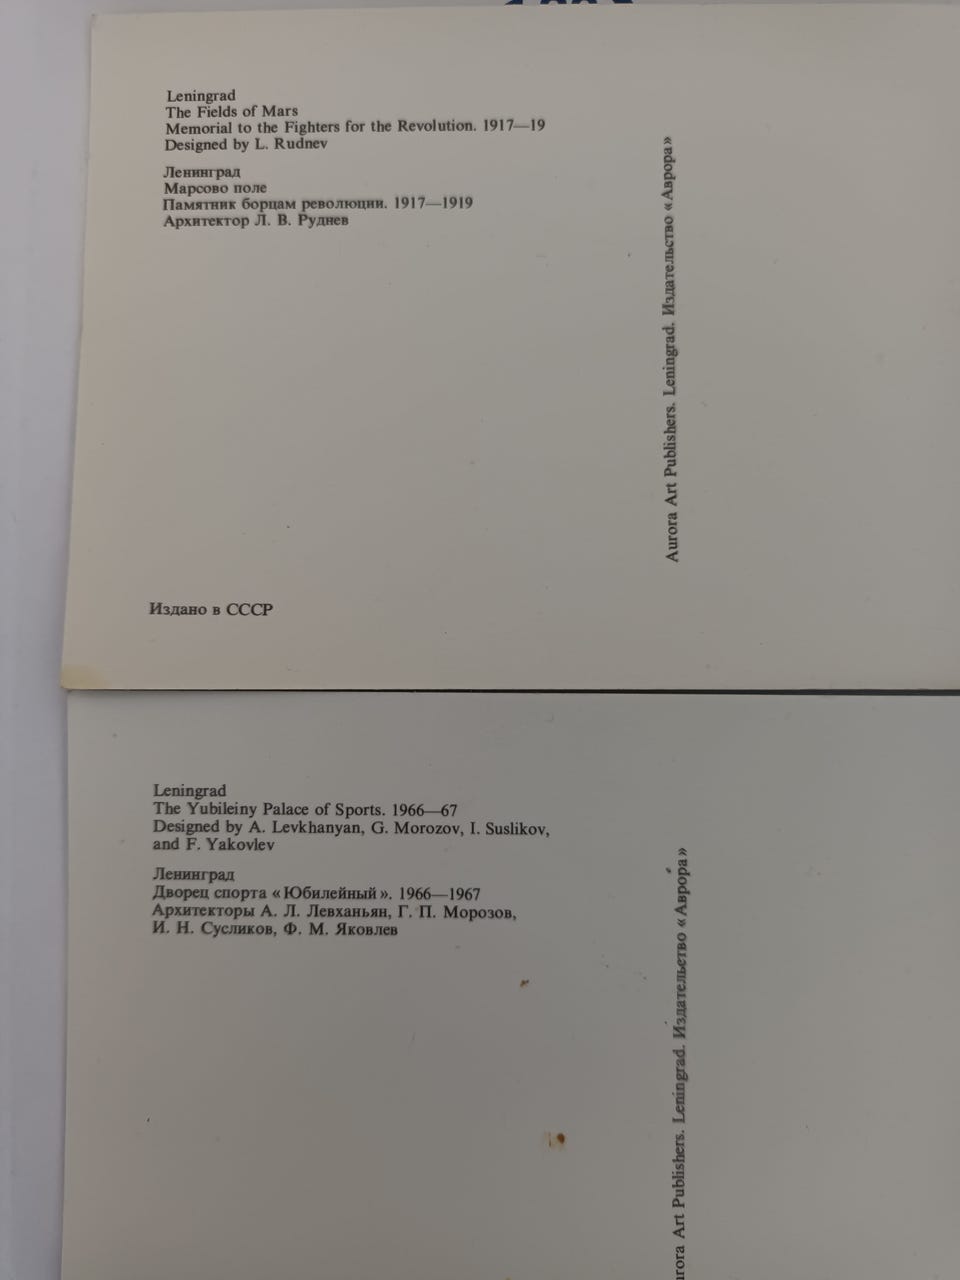 Leningrad
The Fields of Mars
Memorial to the Fighters for the Revolution. 1917—19
Designed by L. Rudnev
Ленинград
Марсово поле
Памятник борцам революции. 1917—1919
Архитектор Л. В. Руднев
Aurora Art Publishers. Leningrad. Издательство «Аврора»
Издано в СССР
Leningrad
The Yubileiny Palace of Sports. 1966—67
Designed by A. Levkhanyan, G. Morozov, I. Suslikov,
and F. Yakovlev
Ленинград
Дворец спорта «Юбилейный». 1966—1967
Архитекторы А. Л. Левханьян, Г. П. Морозов,
И. Н. Сусликов, Ф. М. Яковлев
Art Publishers. Leningrad. Издательство «Аврора»